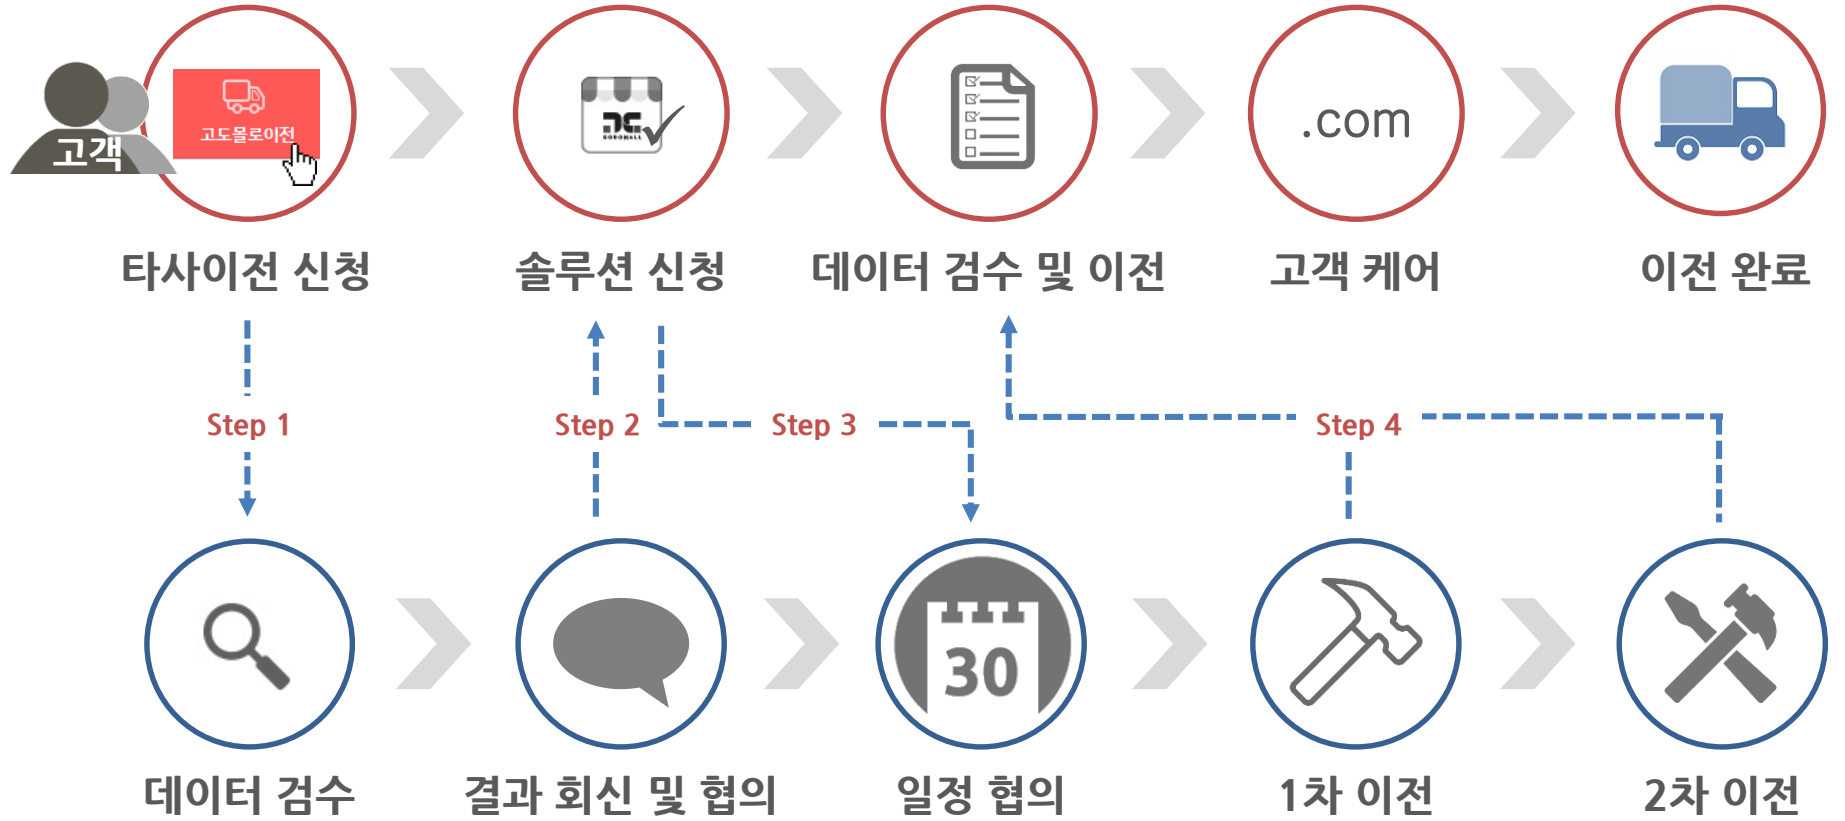 고객
고도몰로이전
GODOMALL
.com
타사이전 신청
솔루션 신청
데이터 검수 및 이전
고객 케어
이전 완료
Step 1
Step 2
Step 3
Step 4
30
데이터 검수
결과 회신 및 협의
일정 협의
1차 이전
2차 이전